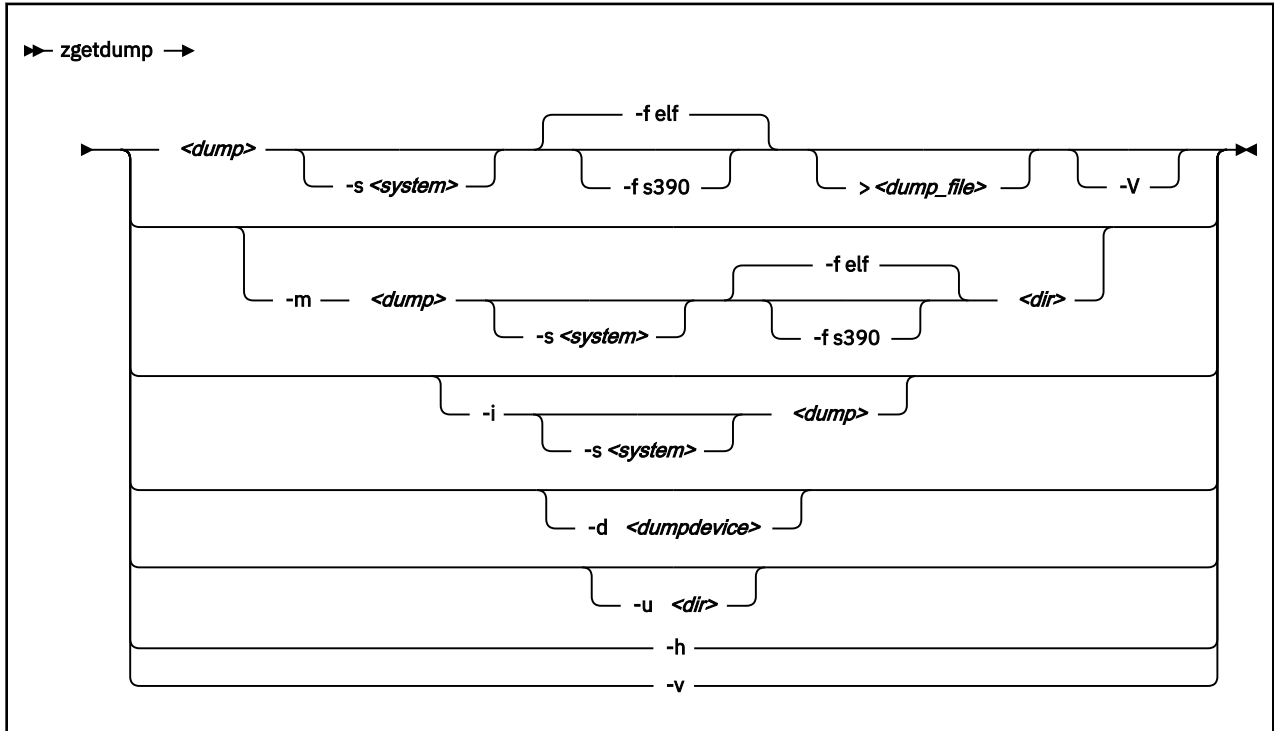 zgetdump
-f elf
<dump>
-s <system> -f s390 > <dump_file> -V
-f elf
-m <dump> <dir>
-s <system> -f s390
-i <dump>
-s <system>
-d <dumpdevice>
-u <dir>
-h
-v